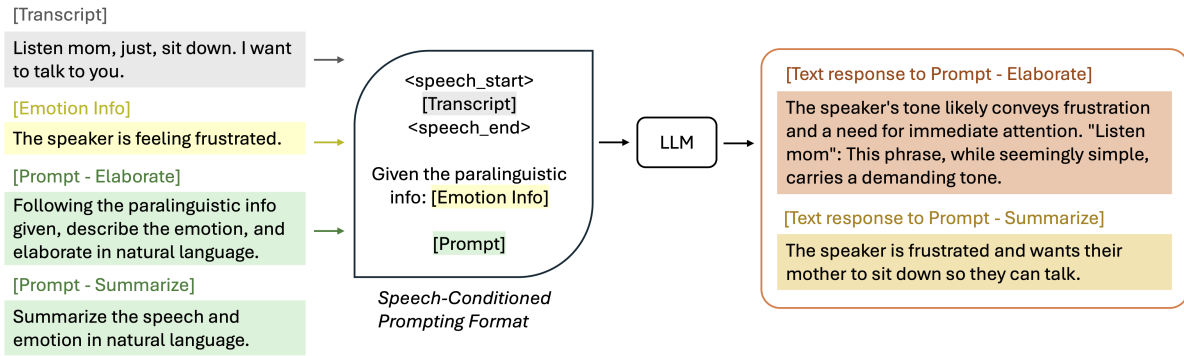 [Transcript]
Listen mom, just, sit down. I want
to talk to you.
[Emotion Info]
The speaker is feeling frustrated.
[Prompt - Elaborate]
Following the paralinguistic info
given, describe the emotion, and
elaborate in natural language.
[Prompt - Summarize]
Summarize the speech and
emotion in natural language.
<speech_start>
[Transcript]
<speech_end>
Given the paralinguistic
info: [Emotion Info]
[Prompt]
Speech-Conditioned
Prompting Format
LLM
[Text response to Prompt - Elaborate]
The speaker's tone likely conveys frustration
and a need for immediate attention. "Listen
mom": This phrase, while seemingly simple,
carries a demanding tone.
[Text response to Prompt - Summarize]
The speaker is frustrated and wants their
mother to sit down so they can talk.